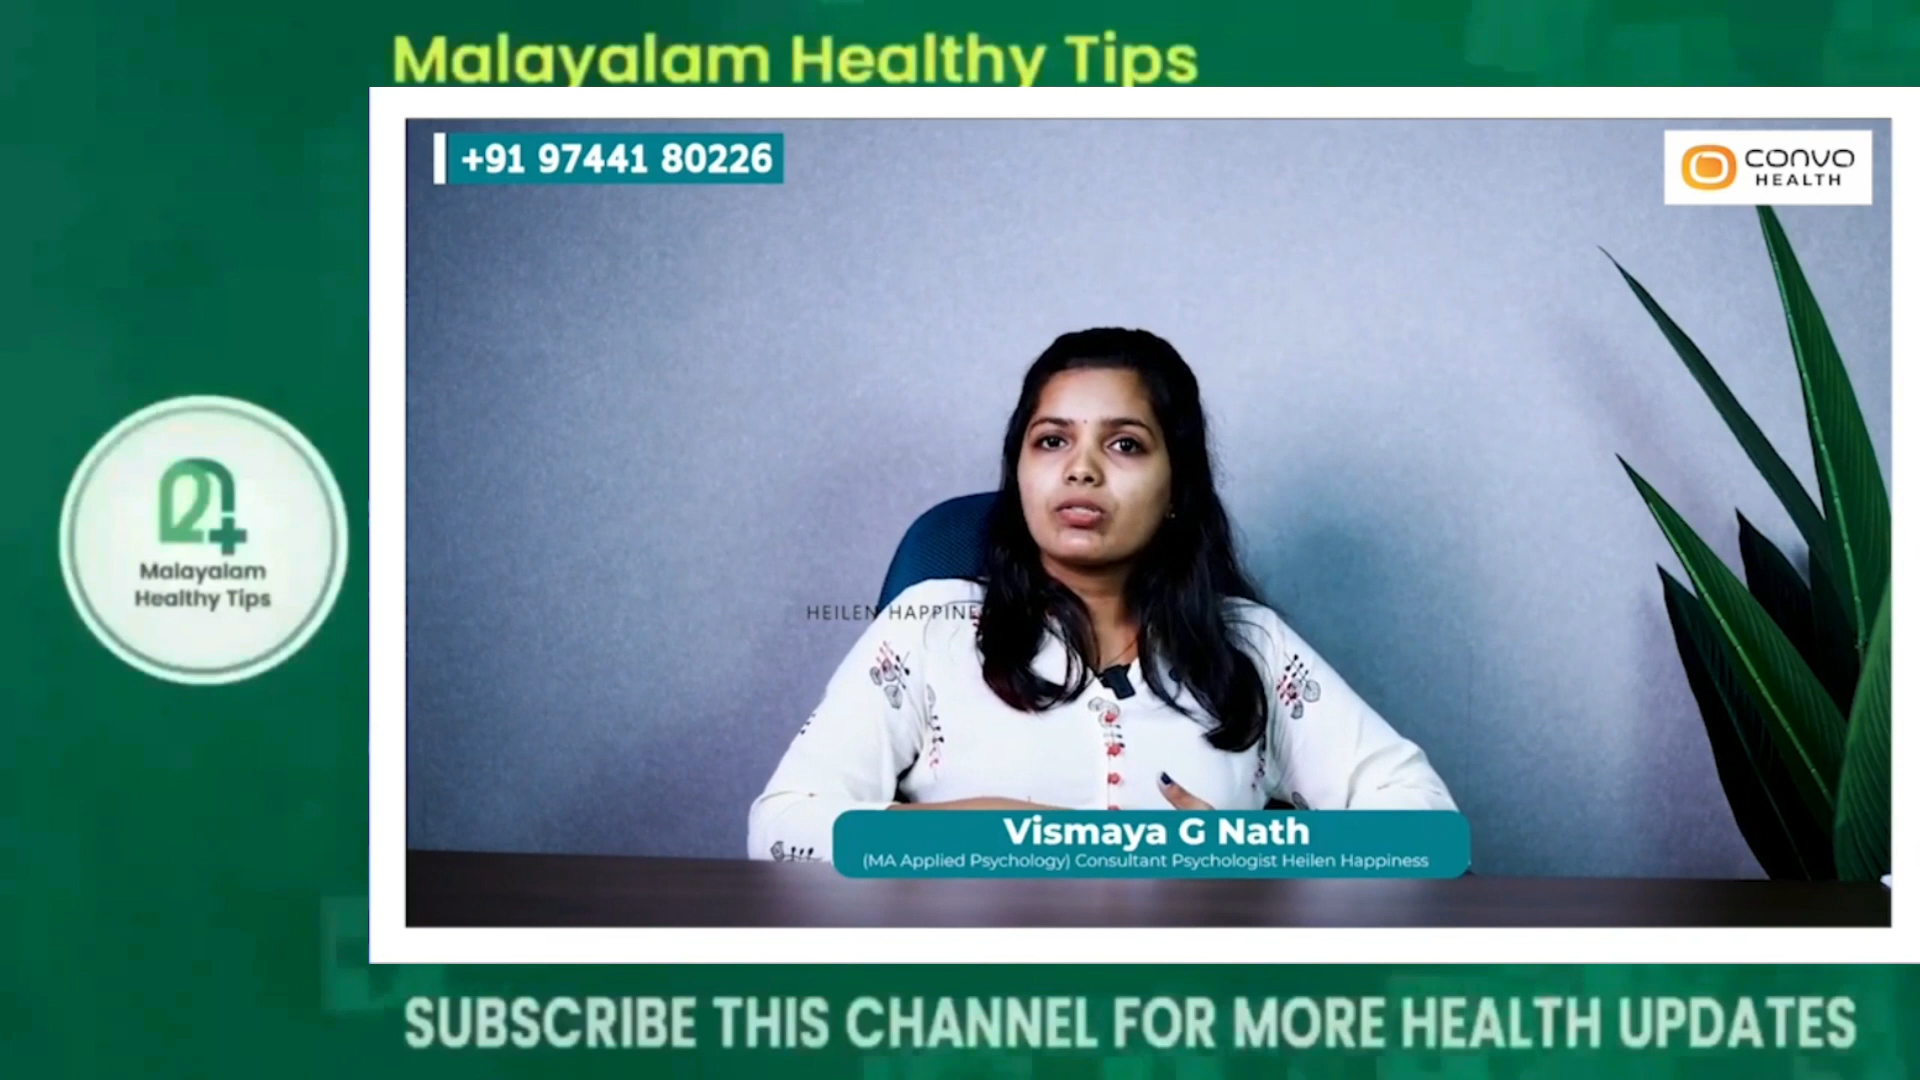 Malayalam Healthy Tips
+91 97441 80226
CONVO
HEALTH
Malayalam
Healthy Tips
HEILEN HAPPINE
Vismaya G Nath
(MA Applied Psychology) Consultant Psychologist Heilen Happiness
SUBSCRIBE THIS CHANNEL FOR MORE HEALTH UPDATES